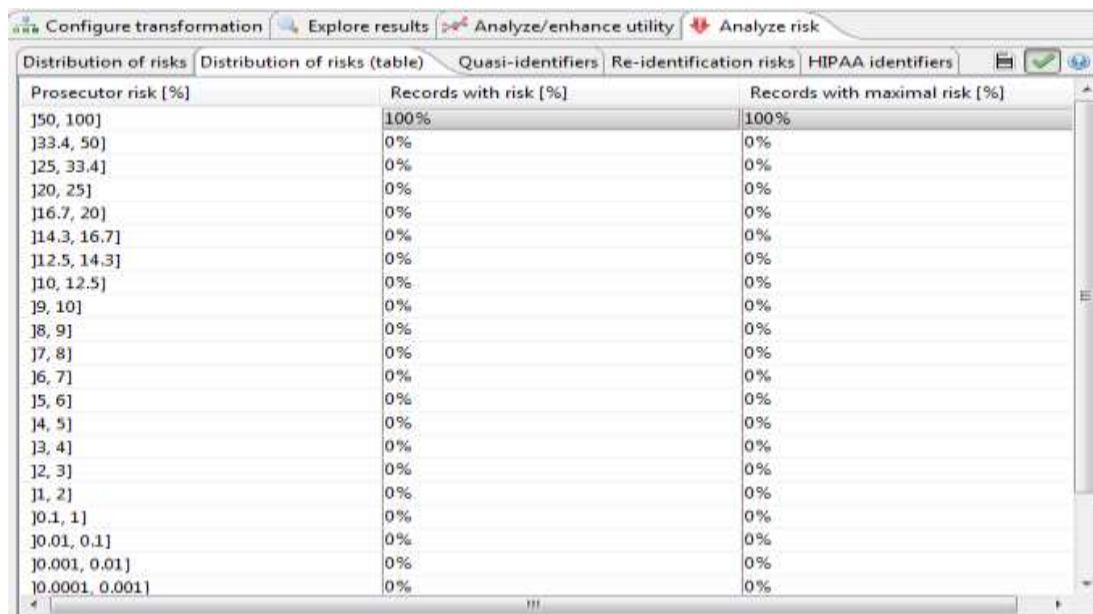 Configure transformation Explore results Analyze/enhance utility Analyze risk
Distribution of risks Distribution of risks (table) Quasi-identifiers Re-identification risks HIPAA identifiers
Prosecutor risk [%] Records with risk [%] Records with maximal risk [%]
]50, 100] 100% 100%
]33.4, 50] 0% 0%
]25, 33.4] 0% 0%
]20, 25] 0% 0%
]16.7, 20] 0% 0%
]14.3, 16.7] 0% 0%
]12.5, 14.3] 0% 0%
]10, 12.5] 0% 0%
]9, 10] 0% 0%
]8, 9] 0% 0%
]7, 8] 0% 0%
]6, 7] 0% 0%
]5, 6] 0% 0%
]4, 5] 0% 0%
]3, 4] 0% 0%
]2, 3] 0% 0%
]1, 2] 0% 0%
]0.1, 1] 0% 0%
]0.01, 0.1] 0% 0%
]0.001, 0.01] 0% 0%
]0.0001, 0.001] 0% 0%